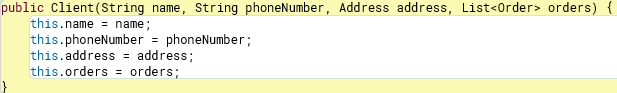 public Client(String name, String phoneNumber, Address address, List<Order> orders) {
    this.name = name;
    this.phoneNumber = phoneNumber;
    this.address = address;
    this.orders = orders;
}